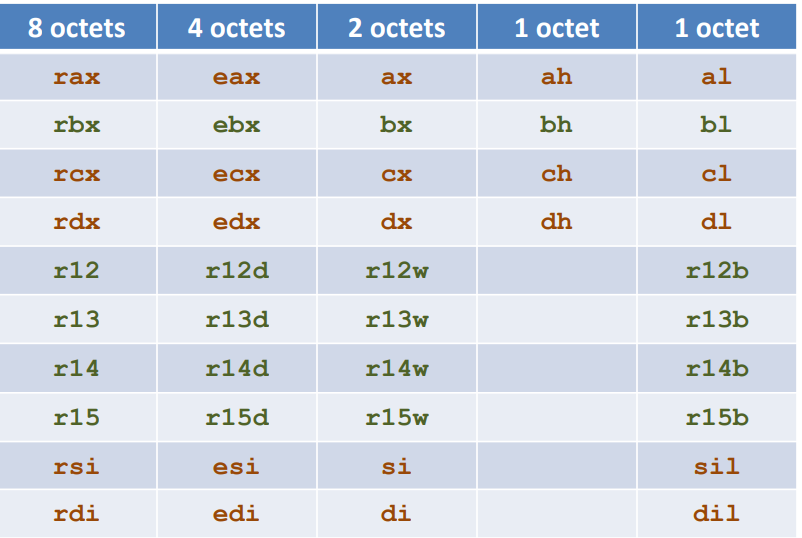 8 octets 4 octets 2 octets 1 octet 1 octet
rax eax ax ah al
rbx ebx bx bh bl
rcx ecx cx ch cl
rdx edx dx dh dl
r12 r12d r12w r12b
r13 r13d r13w r13b
r14 r14d r14w r14b
r15 r15d r15w r15b
rsi esi si sil
rdi edi di dil